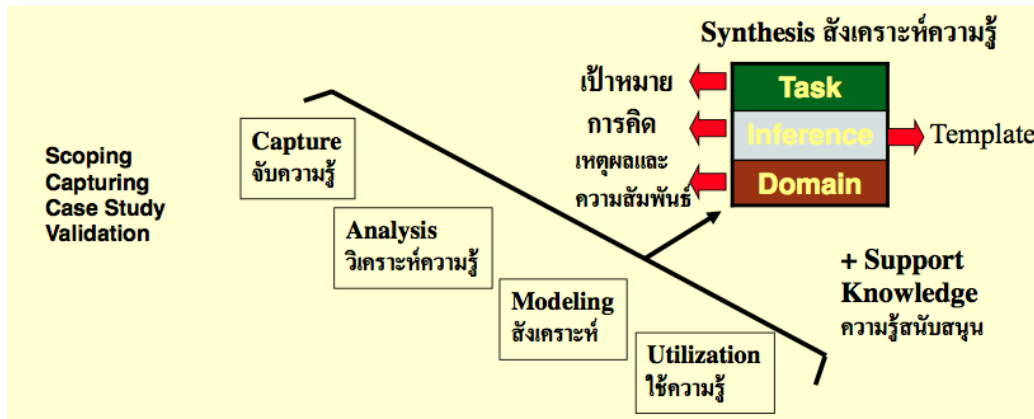 Synthesis สังเคราะห์ความรู้
เป้าหมาย
Task
การคิด
Inference
Template
เหตุผลและ
ความสัมพันธ์
Domain
Scoping
Capturing
Case Study
Validation
Capture
จับความรู้
Analysis
วิเคราะห์ความรู้
Modeling
สังเคราะห์
Utilization
ใช้ความรู้
+ Support
Knowledge
ความรู้สนับสนุน